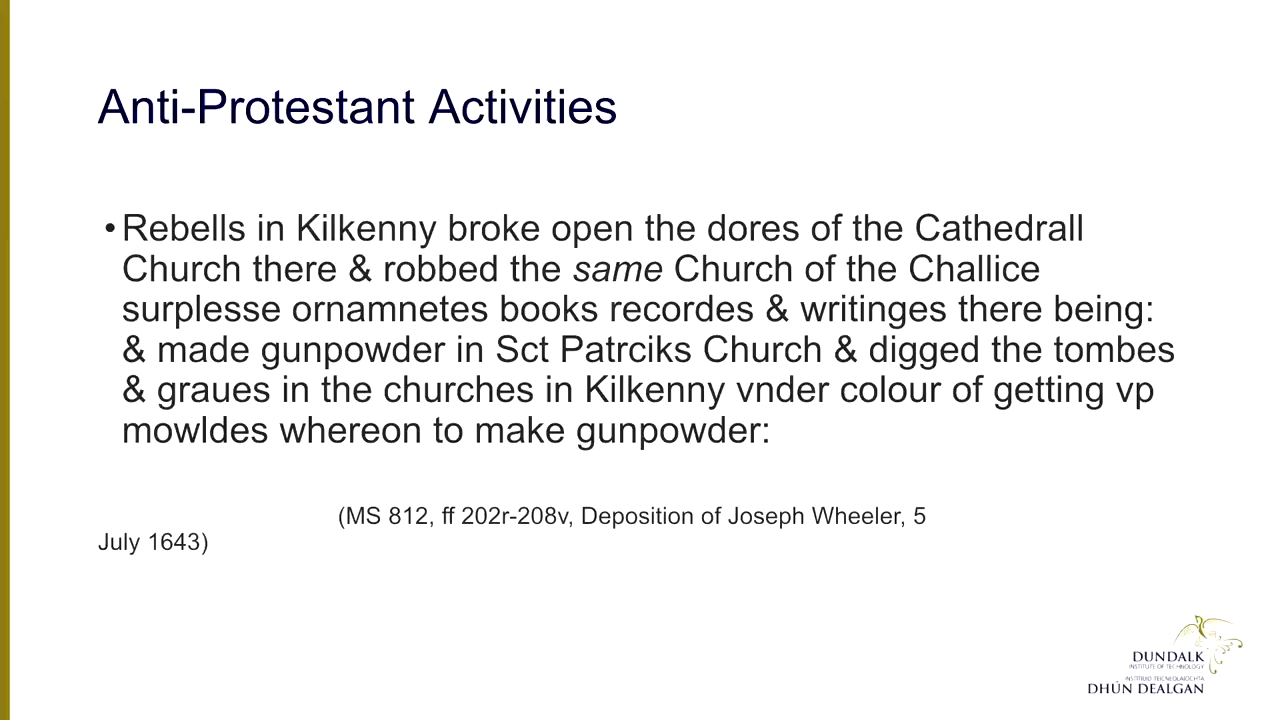 Anti-Protestant Activities
• Rebells in Kilkenny broke open the dores of the Cathedrall
Church there & robbed the same Church of the Challice
surplesse ornamnetes books recordes & writinges there being:
& made gunpowder in Sct Patrciks Church & digged the tombes
& graues in the churches in Kilkenny vnder colour of getting vp
mowldes whereon to make gunpowder:
(MS 812, ff 202r-208v, Deposition of Joseph Wheeler, 5
July 1643)
DUNDALK
INSTITUTE OF TECHNOLOGY
INSTITIÚID TEICNEOLAÍOCHTA
DHÚN DEALGAN